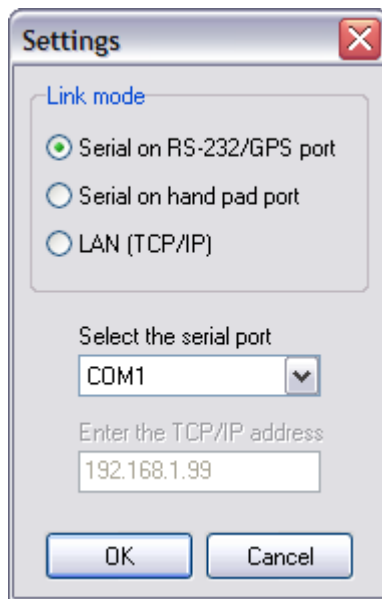 Settings
Link mode
Serial on RS-232/GPS port
Serial on hand pad port
LAN (TCP/IP)
Select the serial port
COM1
Enter the TCP/IP address
192.168.1.99
OK
Cancel